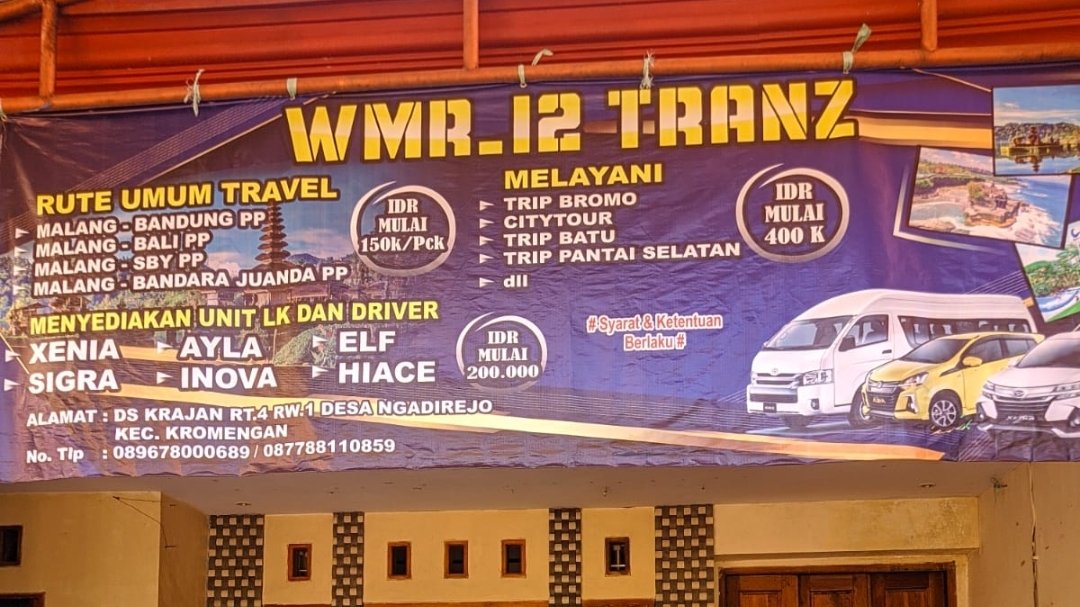 WMR_12 TRANZ
RUTE UMUM TRAVEL
MALANG - BANDUNG PP
MALANG - BALI PP
MALANG - SBY PP
MALANG - BANDARA JUANDA PP
IDR
MULAI
150k/Pck
MELAYANI
TRIP BROMO
CITYTOUR
TRIP BATU
TRIP PANTAI SELATAN
dll
IDR
MULAI
400 K
MENYEDIAKAN UNIT LK DAN DRIVER
XENIA AYLA ELF
SIGRA INOVA HIACE
IDR
MULAI
200.000
# Syarat & Ketentuan
Berlaku #
ALAMAT : DS KRAJAN RT.4 RW.1 DESA NGADIREJO
KEC. KROMENGAN
No. Tlp : 089678000689 / 087788110859